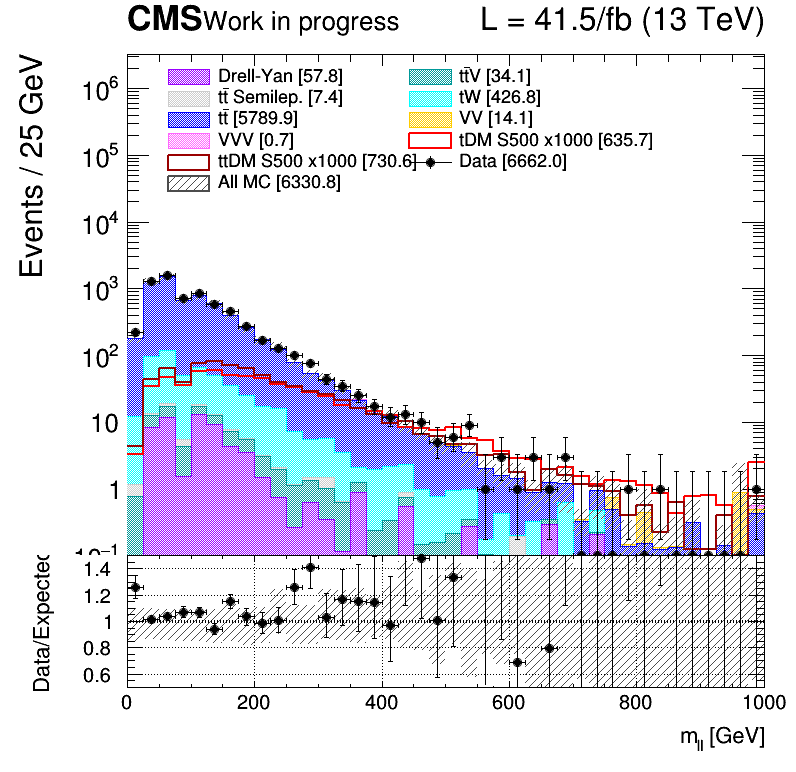 CMS Work in progress L = 41.5/fb (13 TeV)
Events / 25 GeV
10⁶
10⁵
10⁴
10³
10²
10
1
10⁻¹
Drell-Yan [57.8]
tt̄V [34.1]
tt̄ Semilep. [7.4]
tW [426.8]
tt̄ [5789.9]
VV [14.1]
VVV [0.7]
tDM S500 x1000 [635.7]
ttDM S500 x1000 [730.6]
Data [6662.0]
All MC [6330.8]
Data/Expected
1.4
1.2
1
0.8
0.6
0 200 400 600 800 1000
m_ll [GeV]